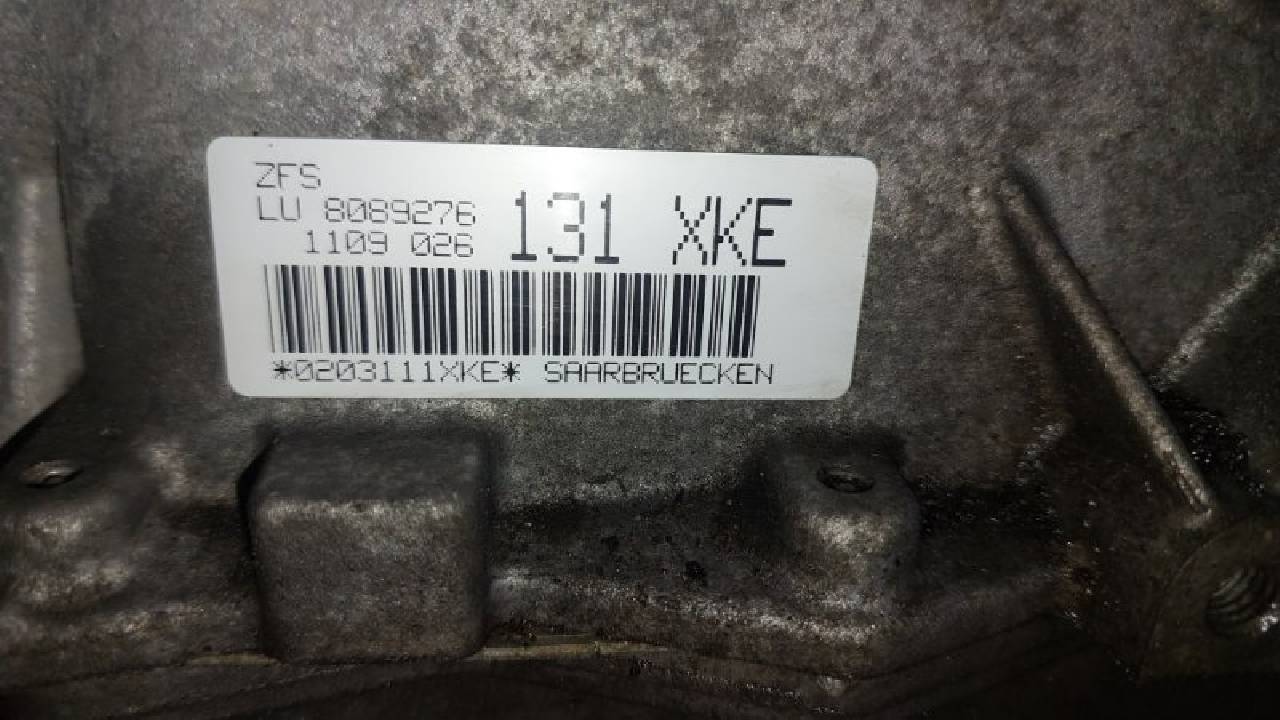 ZFS
LU 8089276 131 XKE
1109 026
*0203111XKE* SAARBRUECKEN